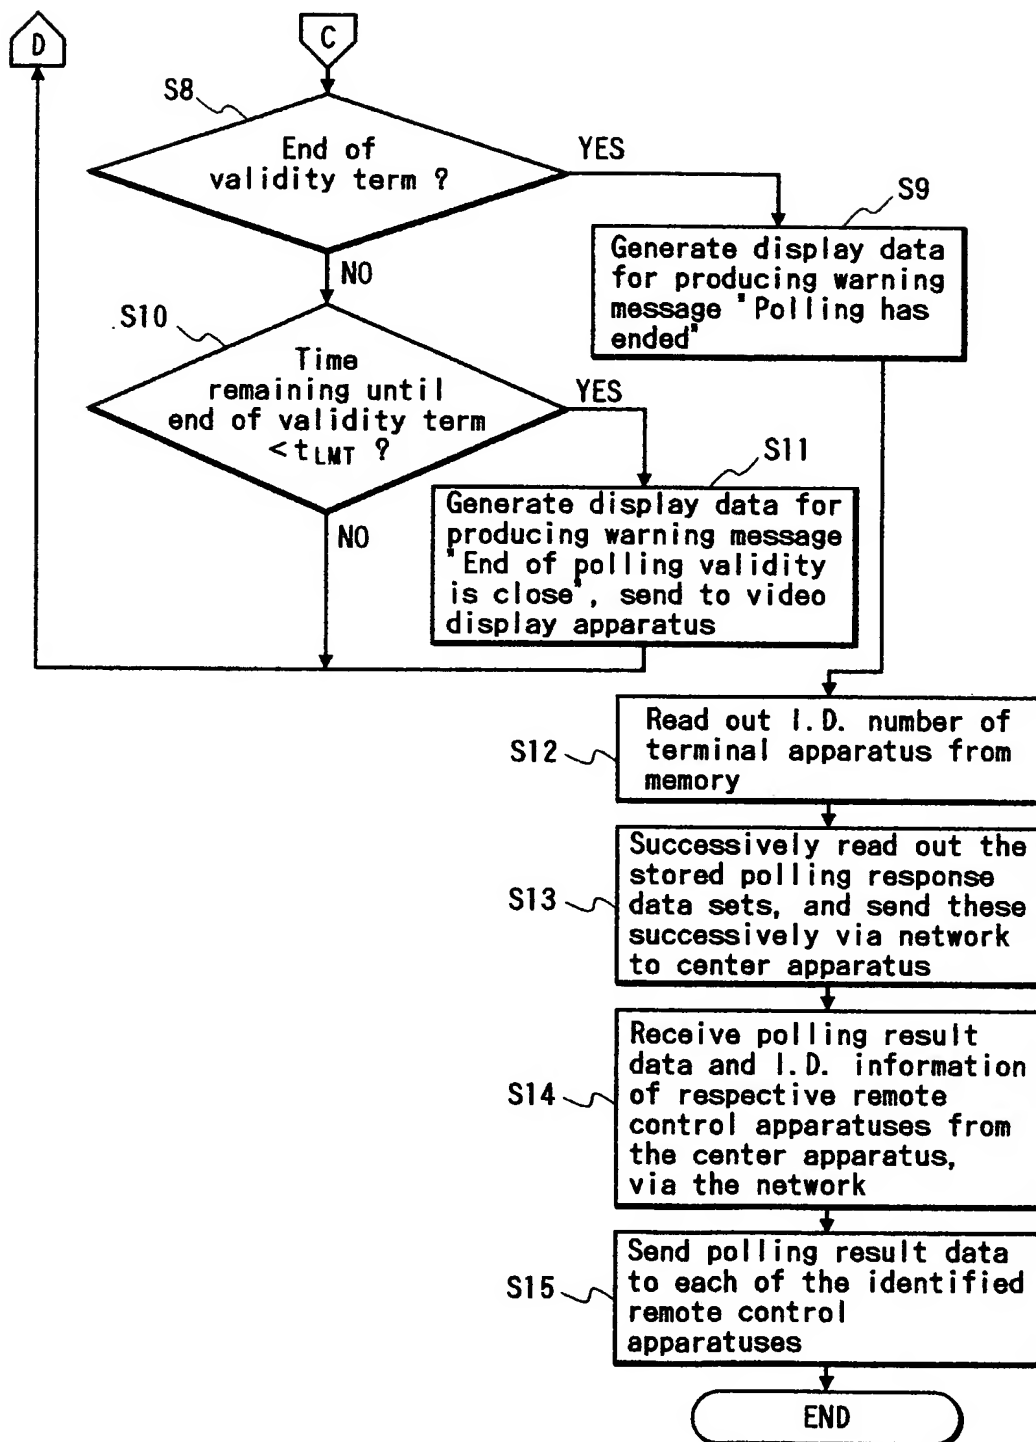 D
C
S8
End of
validity term ?
YES
S9
Generate display data
for producing warning
message "Polling has
ended"
NO
S10
Time
remaining until
end of validity term
<tLMT ?
YES
S11
Generate display data for
producing warning message
"End of polling validity
is close", send to video
display apparatus
NO
S12
Read out I.D. number of
terminal apparatus from
memory
S13
Successively read out the
stored polling response
data sets, and send these
successively via network
to center apparatus
S14
Receive polling result
data and I.D. information
of respective remote
control apparatuses from
the center apparatus,
via the network
S15
Send polling result data
to each of the identified
remote control
apparatuses
END